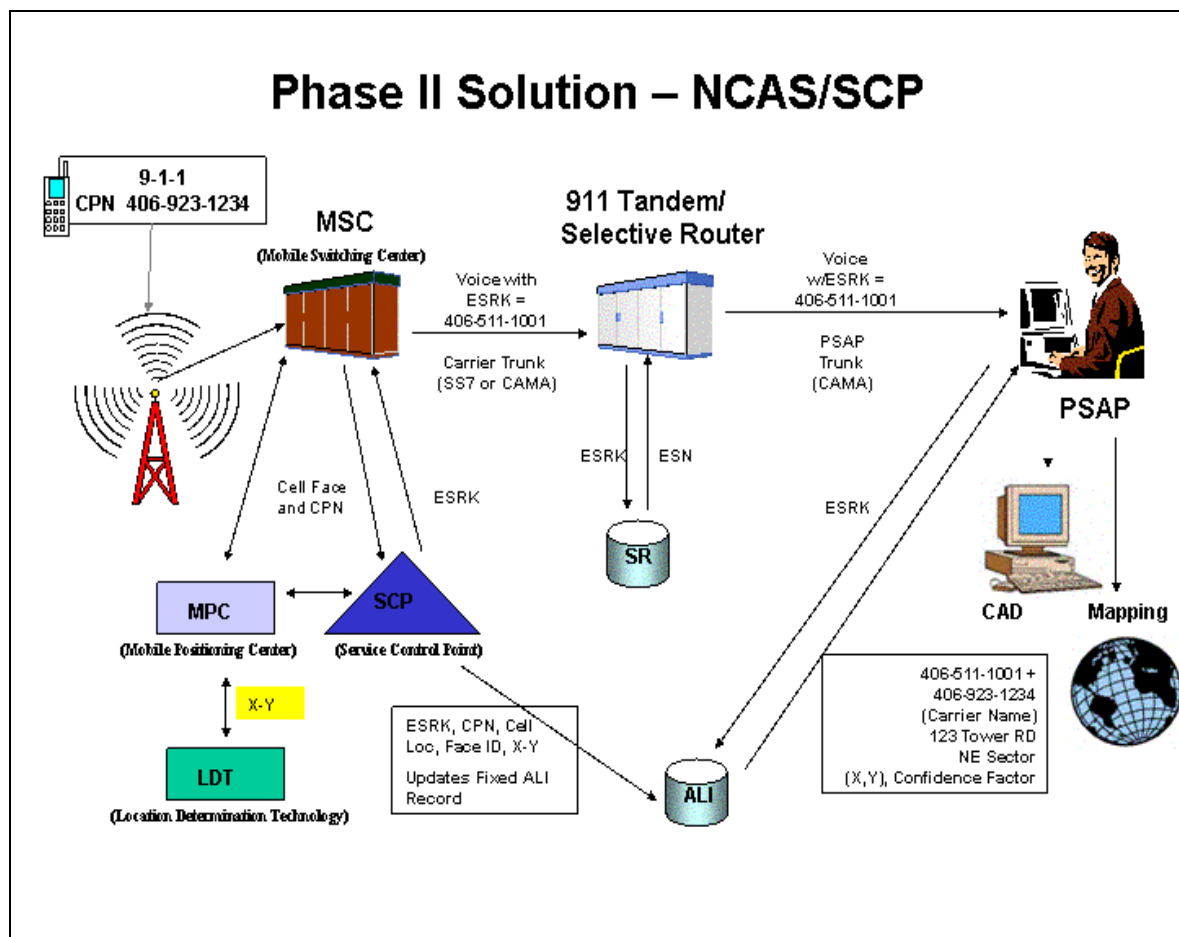 Phase II Solution – NCAS/SCP
9-1-1
CPN 406-923-1234
MSC
(Mobile Switching Center)
911 Tandem/
Selective Router
Voice with
ESRK =
406-511-1001
Carrier Trunk
(SS7 or CAMA)
Voice
w/ESRK =
406-511-1001
PSAP
Trunk
(CAMA)
PSAP
Cell Face
and CPN
ESRK
ESRK
ESN
SR
ESRK
CAD
Mapping
MPC
(Mobile Positioning Center)
SCP
(Service Control Point)
X-Y
LDT
(Location Determination Technology)
ESRK, CPN, Cell
Loc, Face ID, X-Y
Updates Fixed ALI
Record
ALI
406-511-1001 +
406-923-1234
(Carrier Name)
123 Tower RD
NE Sector
(X,Y), Confidence Factor